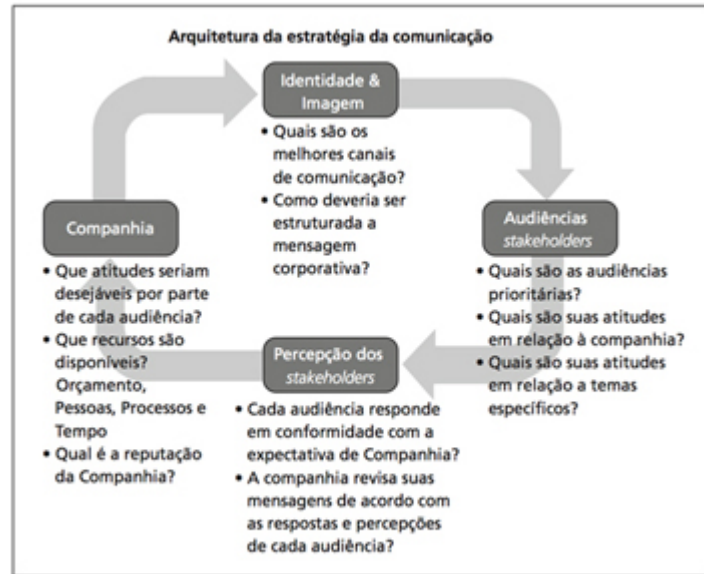 Arquitetura da estratégia da comunicação
Identidade &
Imagem
• Quais são os
melhores canais
de comunicação?
• Como deveria ser
estruturada a
mensagem
corporativa?
Audiências
stakeholders
• Quais são as audiências
prioritárias?
• Quais são suas atitudes
em relação à companhia?
• Quais são suas atitudes
em relação a temas
específicos?
Percepção dos
stakeholders
• Cada audiência responde
em conformidade com a
expectativa de Companhia?
• A companhia revisa suas
mensagens de acordo com
as respostas e percepções
de cada audiência?
Companhia
• Que atitudes seriam
desejáveis por parte
de cada audiência?
• Que recursos são
disponíveis?
Orçamento,
Pessoas, Processos e
Tempo
• Qual é a reputação
da Companhia?